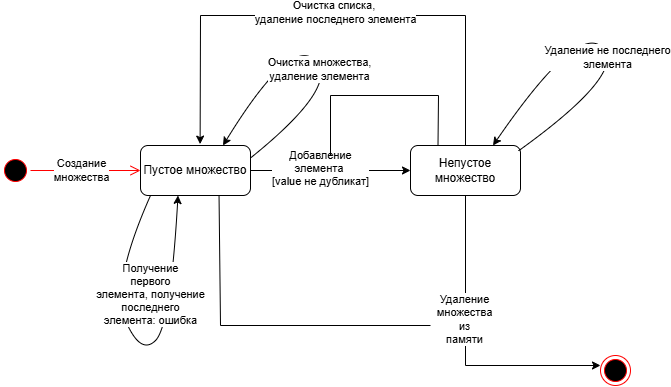 Очистка списка,
удаление последнего элемента
Удаление не последнего
элемента
Очистка множества,
удаление элемента
Создание
множества
Пустое множество
Добавление
элемента
[value не дубликат]
Непустое
множество
Получение
первого
элемента, получение
последнего
элемента: ошибка
Удаление
множества
из
памяти